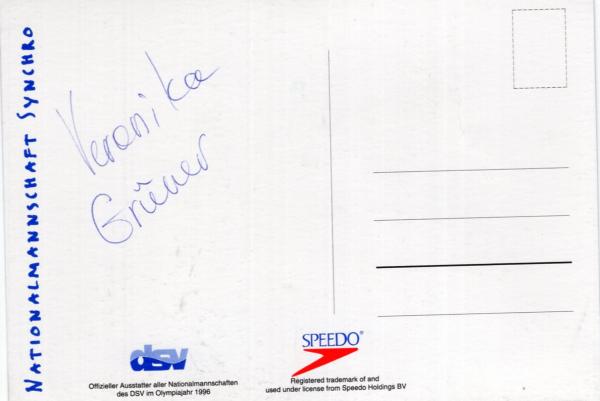 NATIONALMANNSCHAFT SYNCHRO
Veronika
Grüner
dsv
Offizieller Ausstatter aller Nationalmannschaften
des DSV im Olympiajahr 1996
SPEEDO®
Registered trademark of and
used under license from Speedo Holdings BV